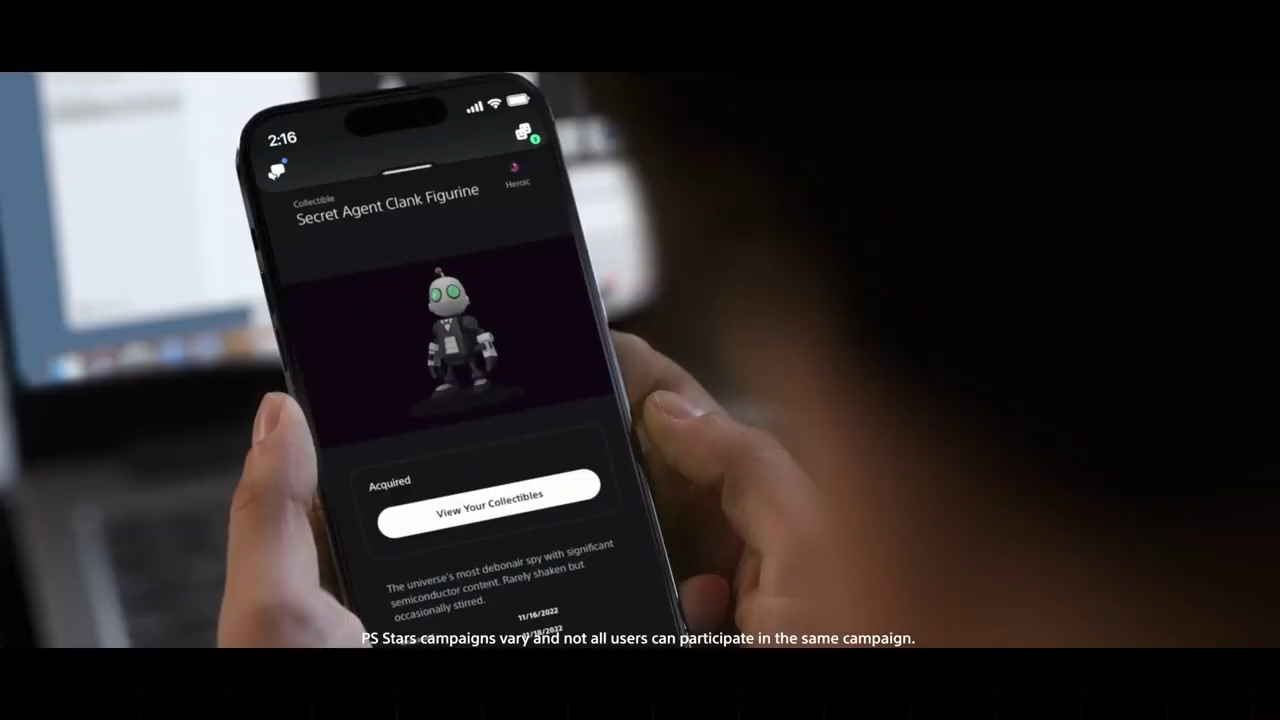 2:16
Collectible
Secret Agent Clank Figurine
Heroic
Acquired
View Your Collectibles
The universe's most debonair spy with significant
semiconductor content. Rarely shaken but
occasionally stirred.
11/16/2022
PS Stars campaigns vary and not all users can participate in the same campaign.